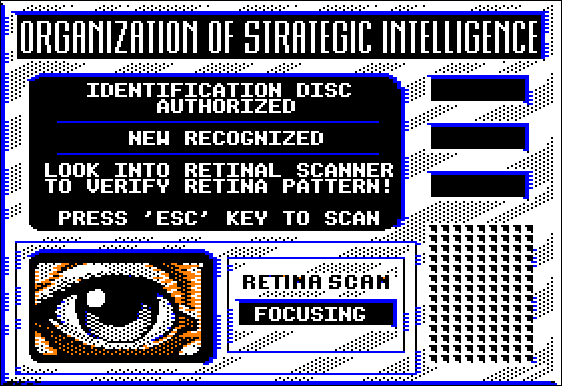 ORGANIZATION OF STRATEGIC INTELLIGENCE
IDENTIFICATION DISC
AUTHORIZED
NEW RECOGNIZED
LOOK INTO RETINAL SCANNER
TO VERIFY RETINA PATTERN!
PRESS 'ESC' KEY TO SCAN
RETINA SCAN
FOCUSING